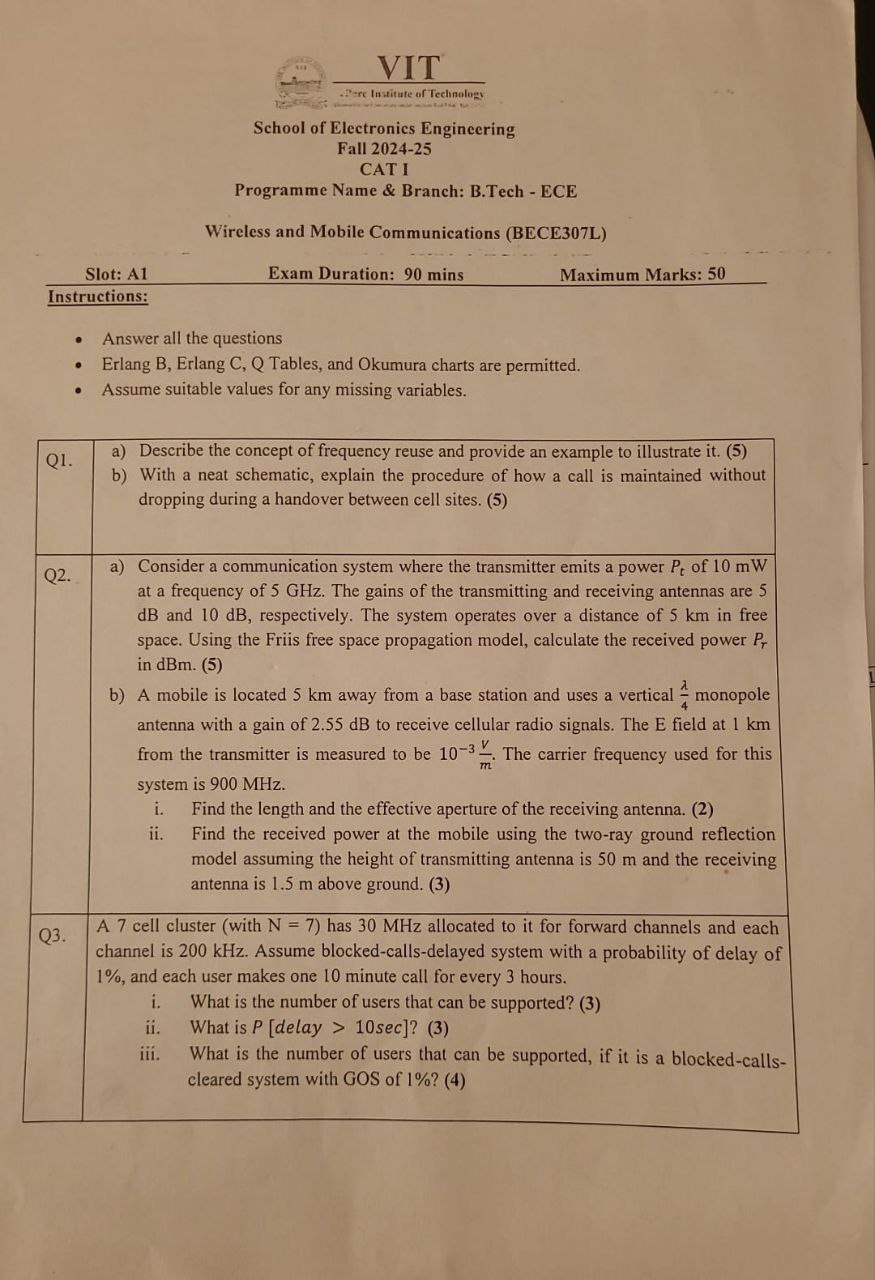 VIT
Institute of Technology
School of Electronics Engineering
Fall 2024-25
CAT I
Programme Name & Branch: B.Tech - ECE
Wireless and Mobile Communications (BECE307L)
Slot: A1 Exam Duration: 90 mins Maximum Marks: 50
Instructions:
• Answer all the questions
• Erlang B, Erlang C, Q Tables, and Okumura charts are permitted.
• Assume suitable values for any missing variables.
Q1. a) Describe the concept of frequency reuse and provide an example to illustrate it. (5)
b) With a neat schematic, explain the procedure of how a call is maintained without
dropping during a handover between cell sites. (5)
Q2. a) Consider a communication system where the transmitter emits a power Pₜ of 10 mW
at a frequency of 5 GHz. The gains of the transmitting and receiving antennas are 5
dB and 10 dB, respectively. The system operates over a distance of 5 km in free
space. Using the Friis free space propagation model, calculate the received power Pᵣ
in dBm. (5)
b) A mobile is located 5 km away from a base station and uses a vertical λ/4 monopole
antenna with a gain of 2.55 dB to receive cellular radio signals. The E field at 1 km
from the transmitter is measured to be 10⁻³ V/m. The carrier frequency used for this
system is 900 MHz.
i. Find the length and the effective aperture of the receiving antenna. (2)
ii. Find the received power at the mobile using the two-ray ground reflection
model assuming the height of transmitting antenna is 50 m and the receiving
antenna is 1.5 m above ground. (3)
Q3. A 7 cell cluster (with N = 7) has 30 MHz allocated to it for forward channels and each
channel is 200 kHz. Assume blocked-calls-delayed system with a probability of delay of
1%, and each user makes one 10 minute call for every 3 hours.
i. What is the number of users that can be supported? (3)
ii. What is P [delay > 10sec]? (3)
iii. What is the number of users that can be supported, if it is a blocked-calls-
cleared system with GOS of 1%? (4)